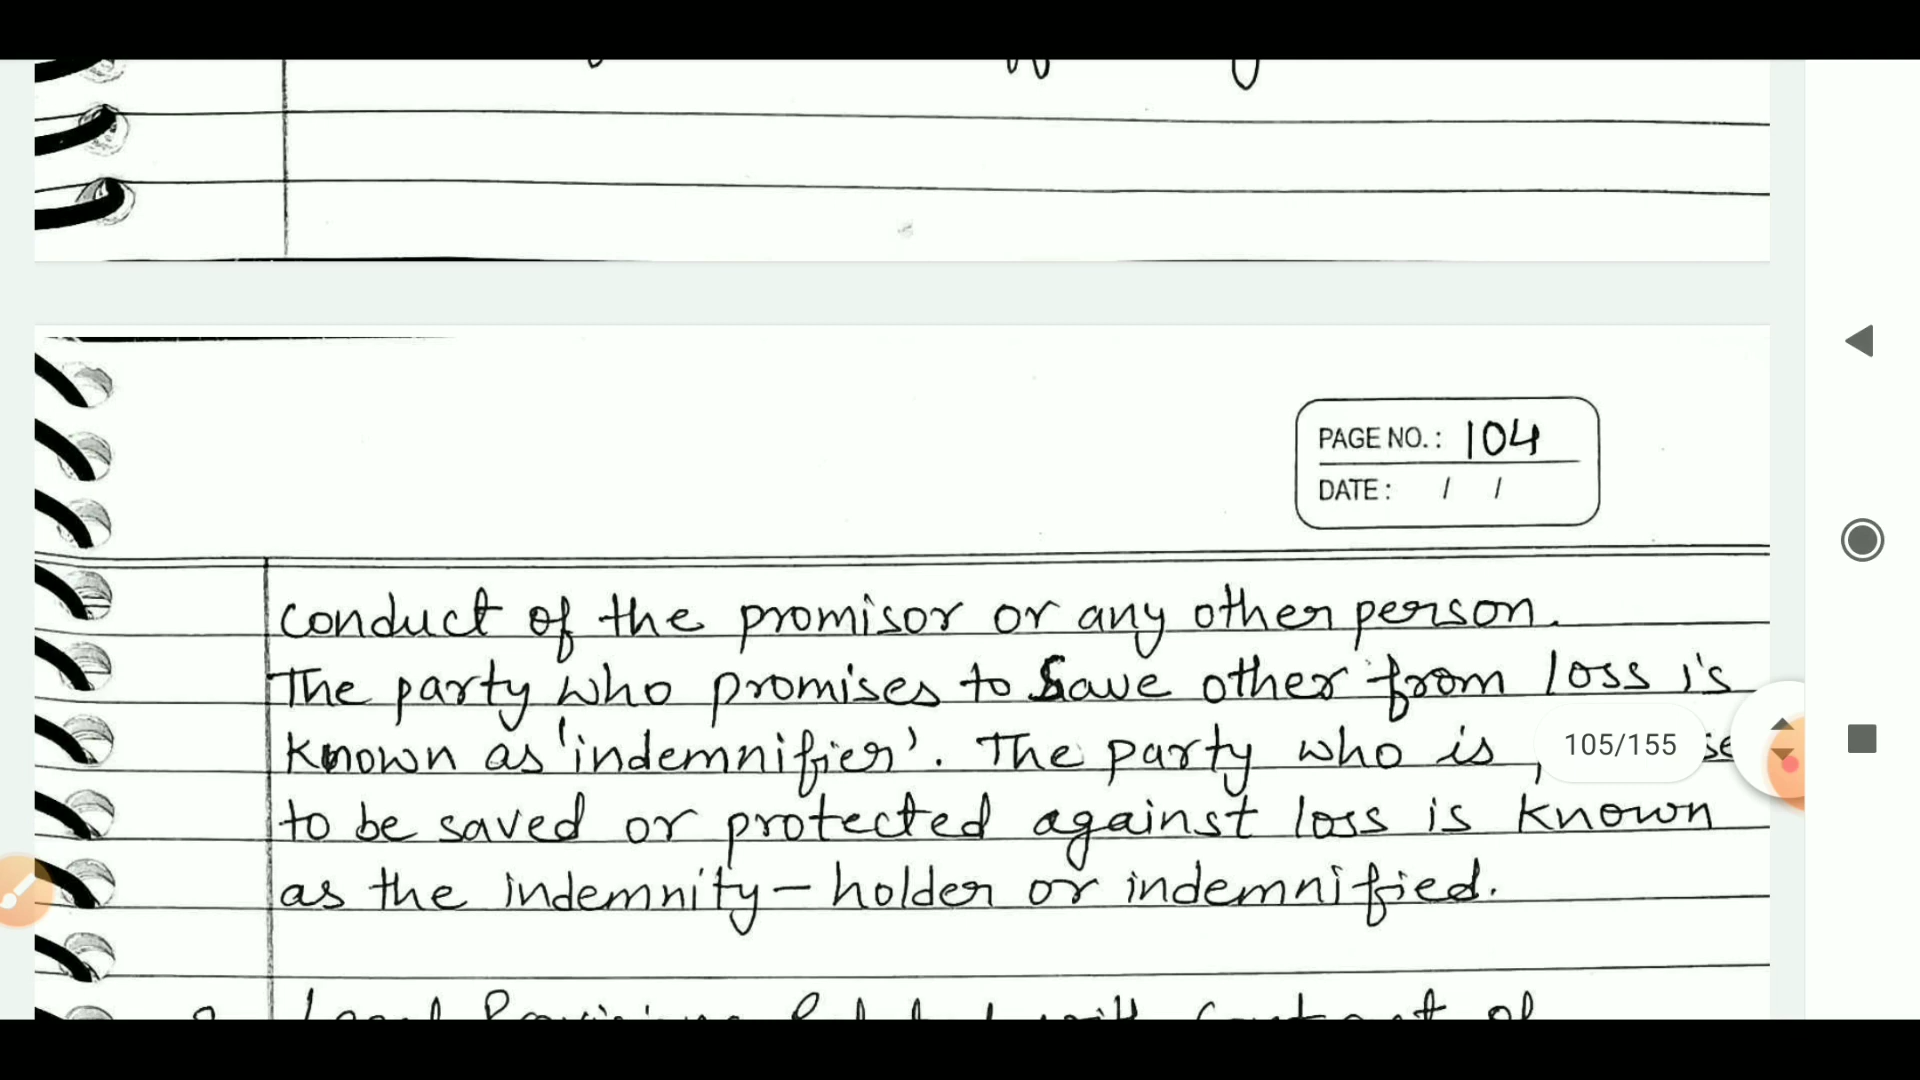 PAGE NO.: 104
DATE: / /
conduct of the promisor or any other person.
The party who promises to save other from loss is
known as 'indemnifier'. The party who is
105/155
to be saved or protected against loss is known
as the indemnity-holder or indemnified.